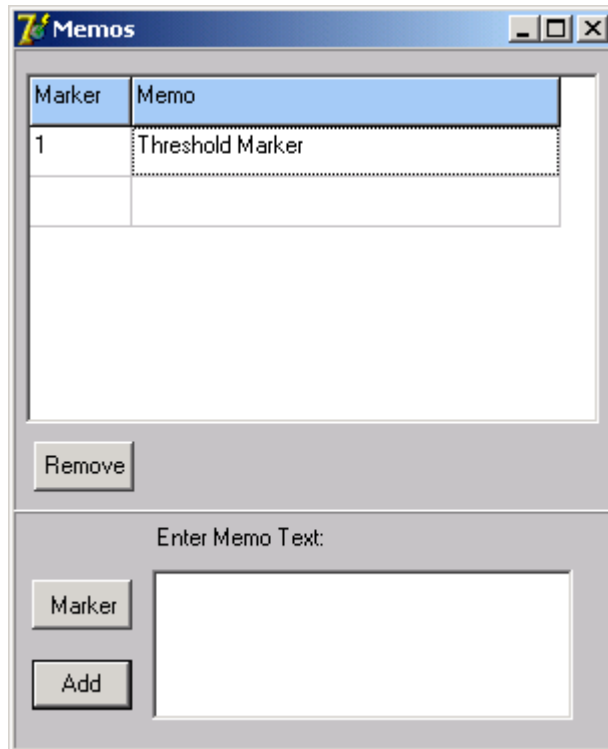 Memos
Marker Memo
1 Threshold Marker
Remove
Enter Memo Text:
Marker
Add